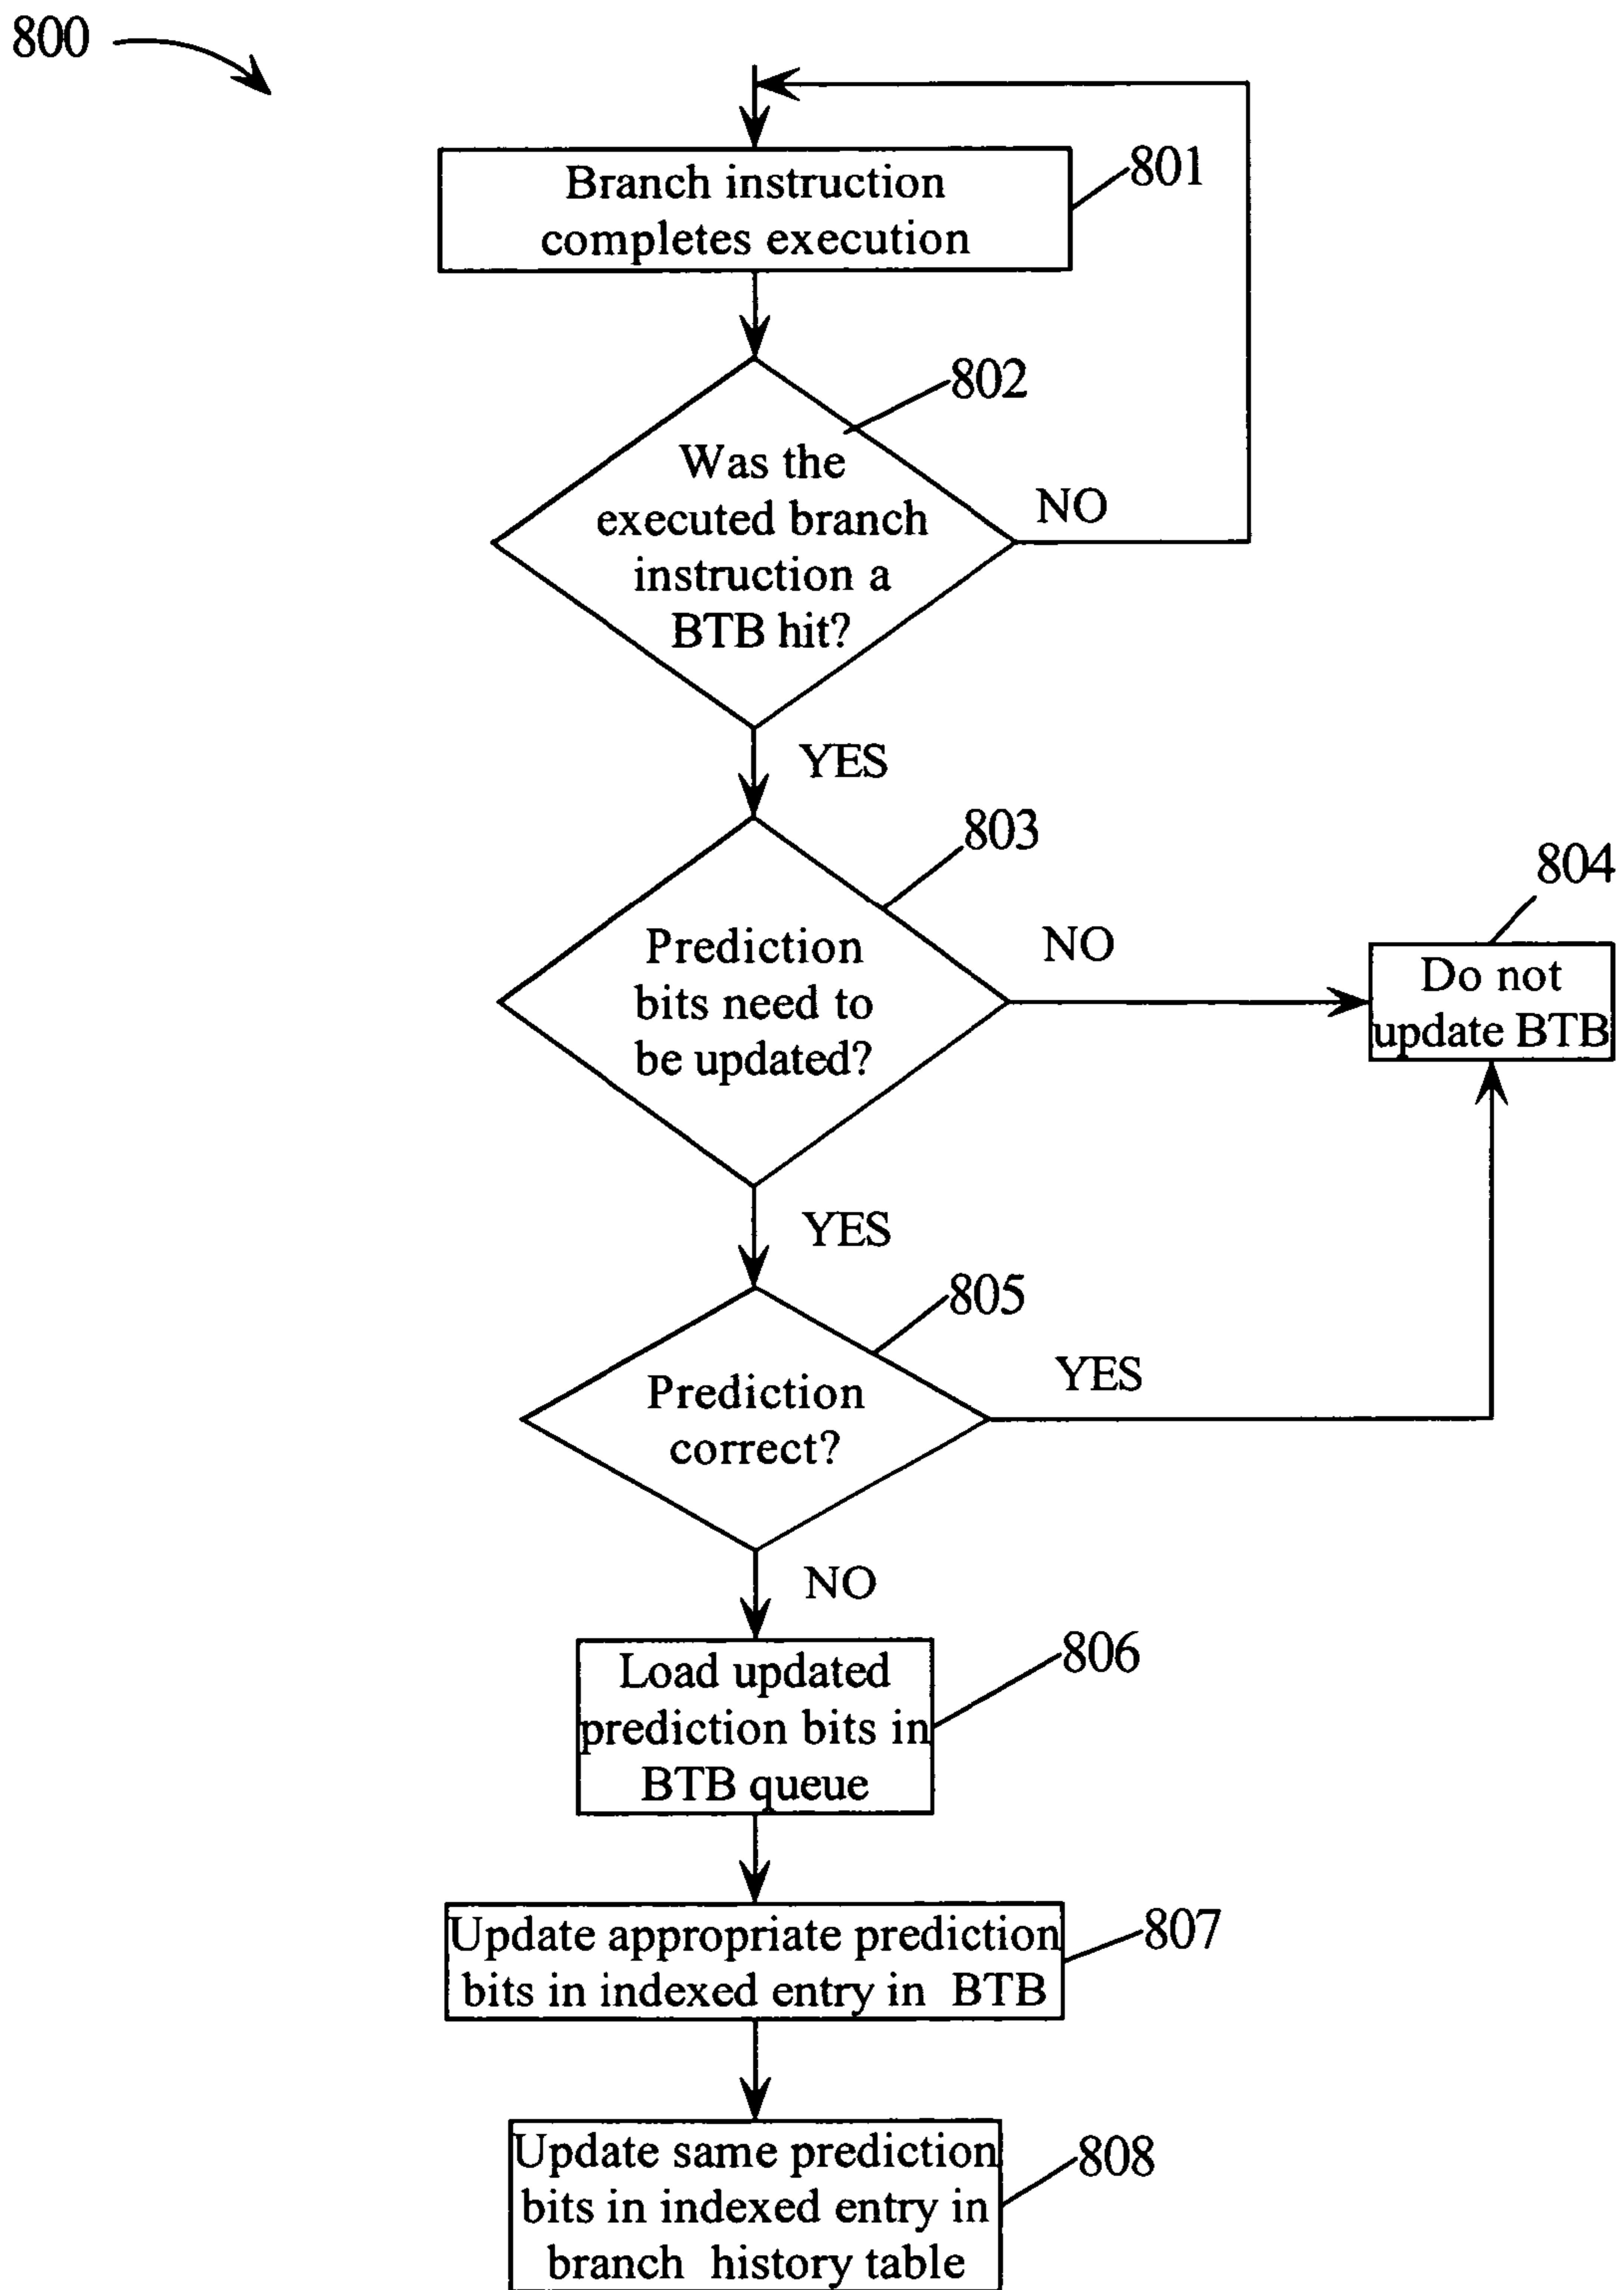 800
801
Branch instruction
completes execution
802
Was the
executed branch
instruction a
BTB hit?
NO
YES
803
Prediction
bits need to
be updated?
NO
804
Do not
update BTB
YES
805
Prediction
correct?
YES
NO
806
Load updated
prediction bits in
BTB queue
807
Update appropriate prediction
bits in indexed entry in BTB
808
Update same prediction
bits in indexed entry in
branch history table